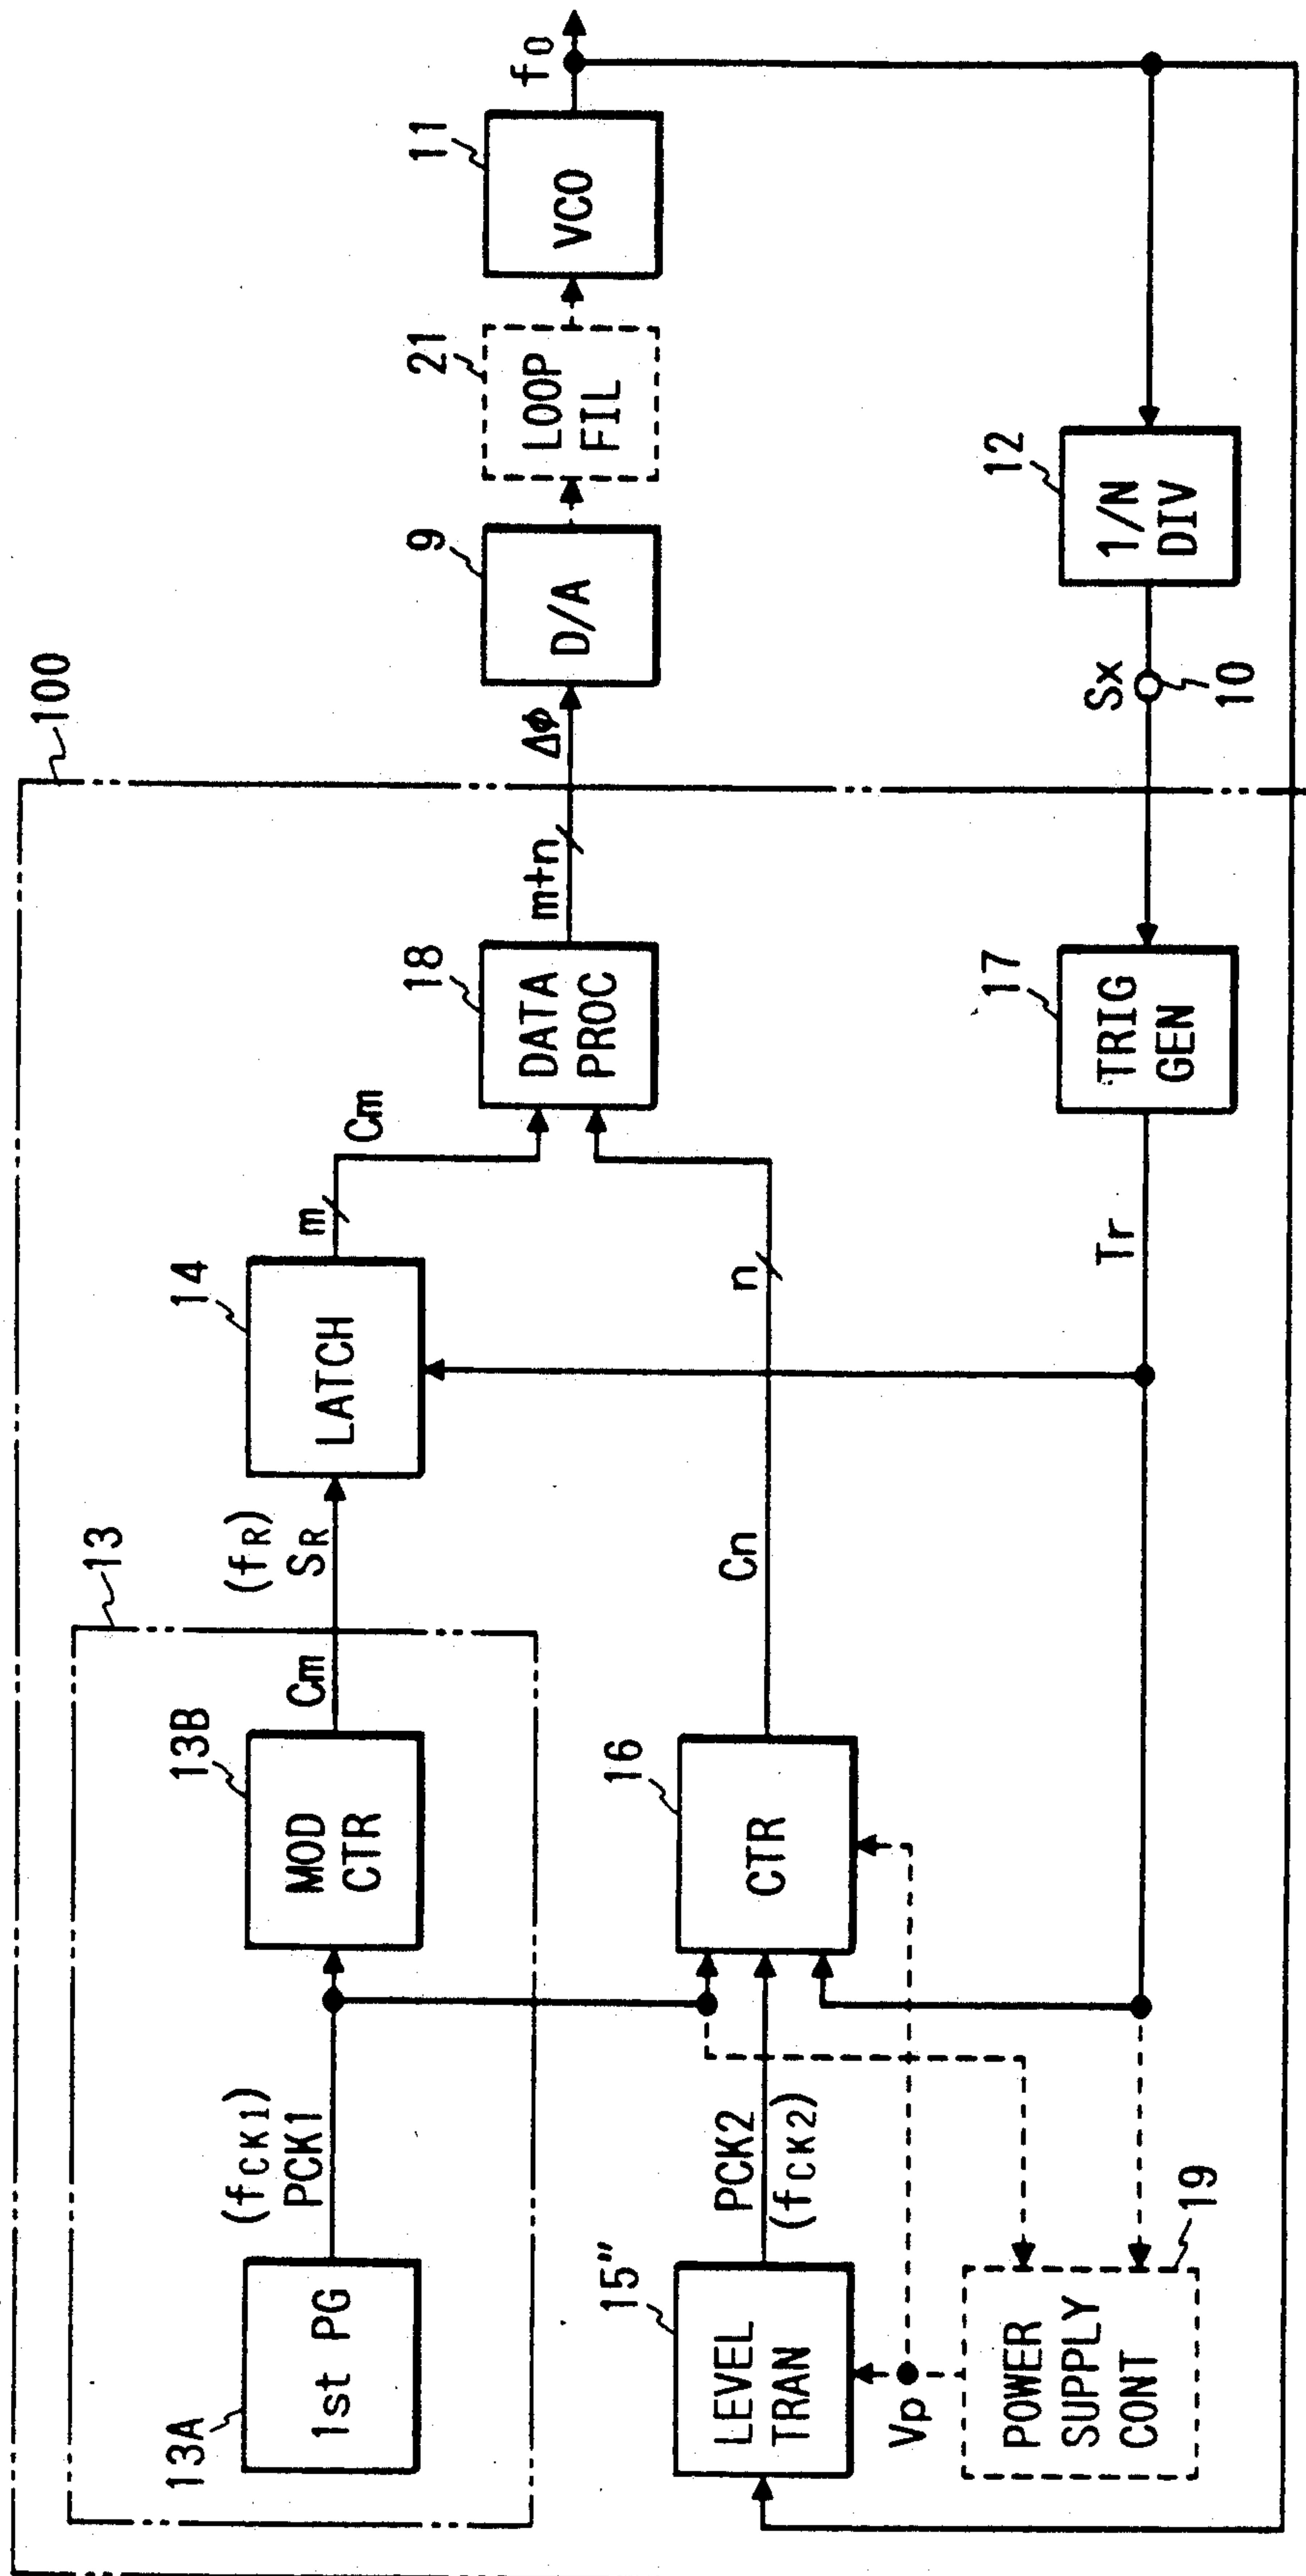 100
13
13A
1st PG
(fCK1)
PCK1
13B
MOD
CTR
Cm
(fR)
SR
14
LATCH
m
Cm
18
DATA
PROC
m+n
Δφ
9
D/A
21
LOOP
FIL
11
VCO
fO
15"
LEVEL
TRAN
PCK2
(fCK2)
16
CTR
Cn
n
Vp
19
POWER
SUPPLY
CONT
Tr
17
TRIG
GEN
Sx
10
12
1/N
DIV